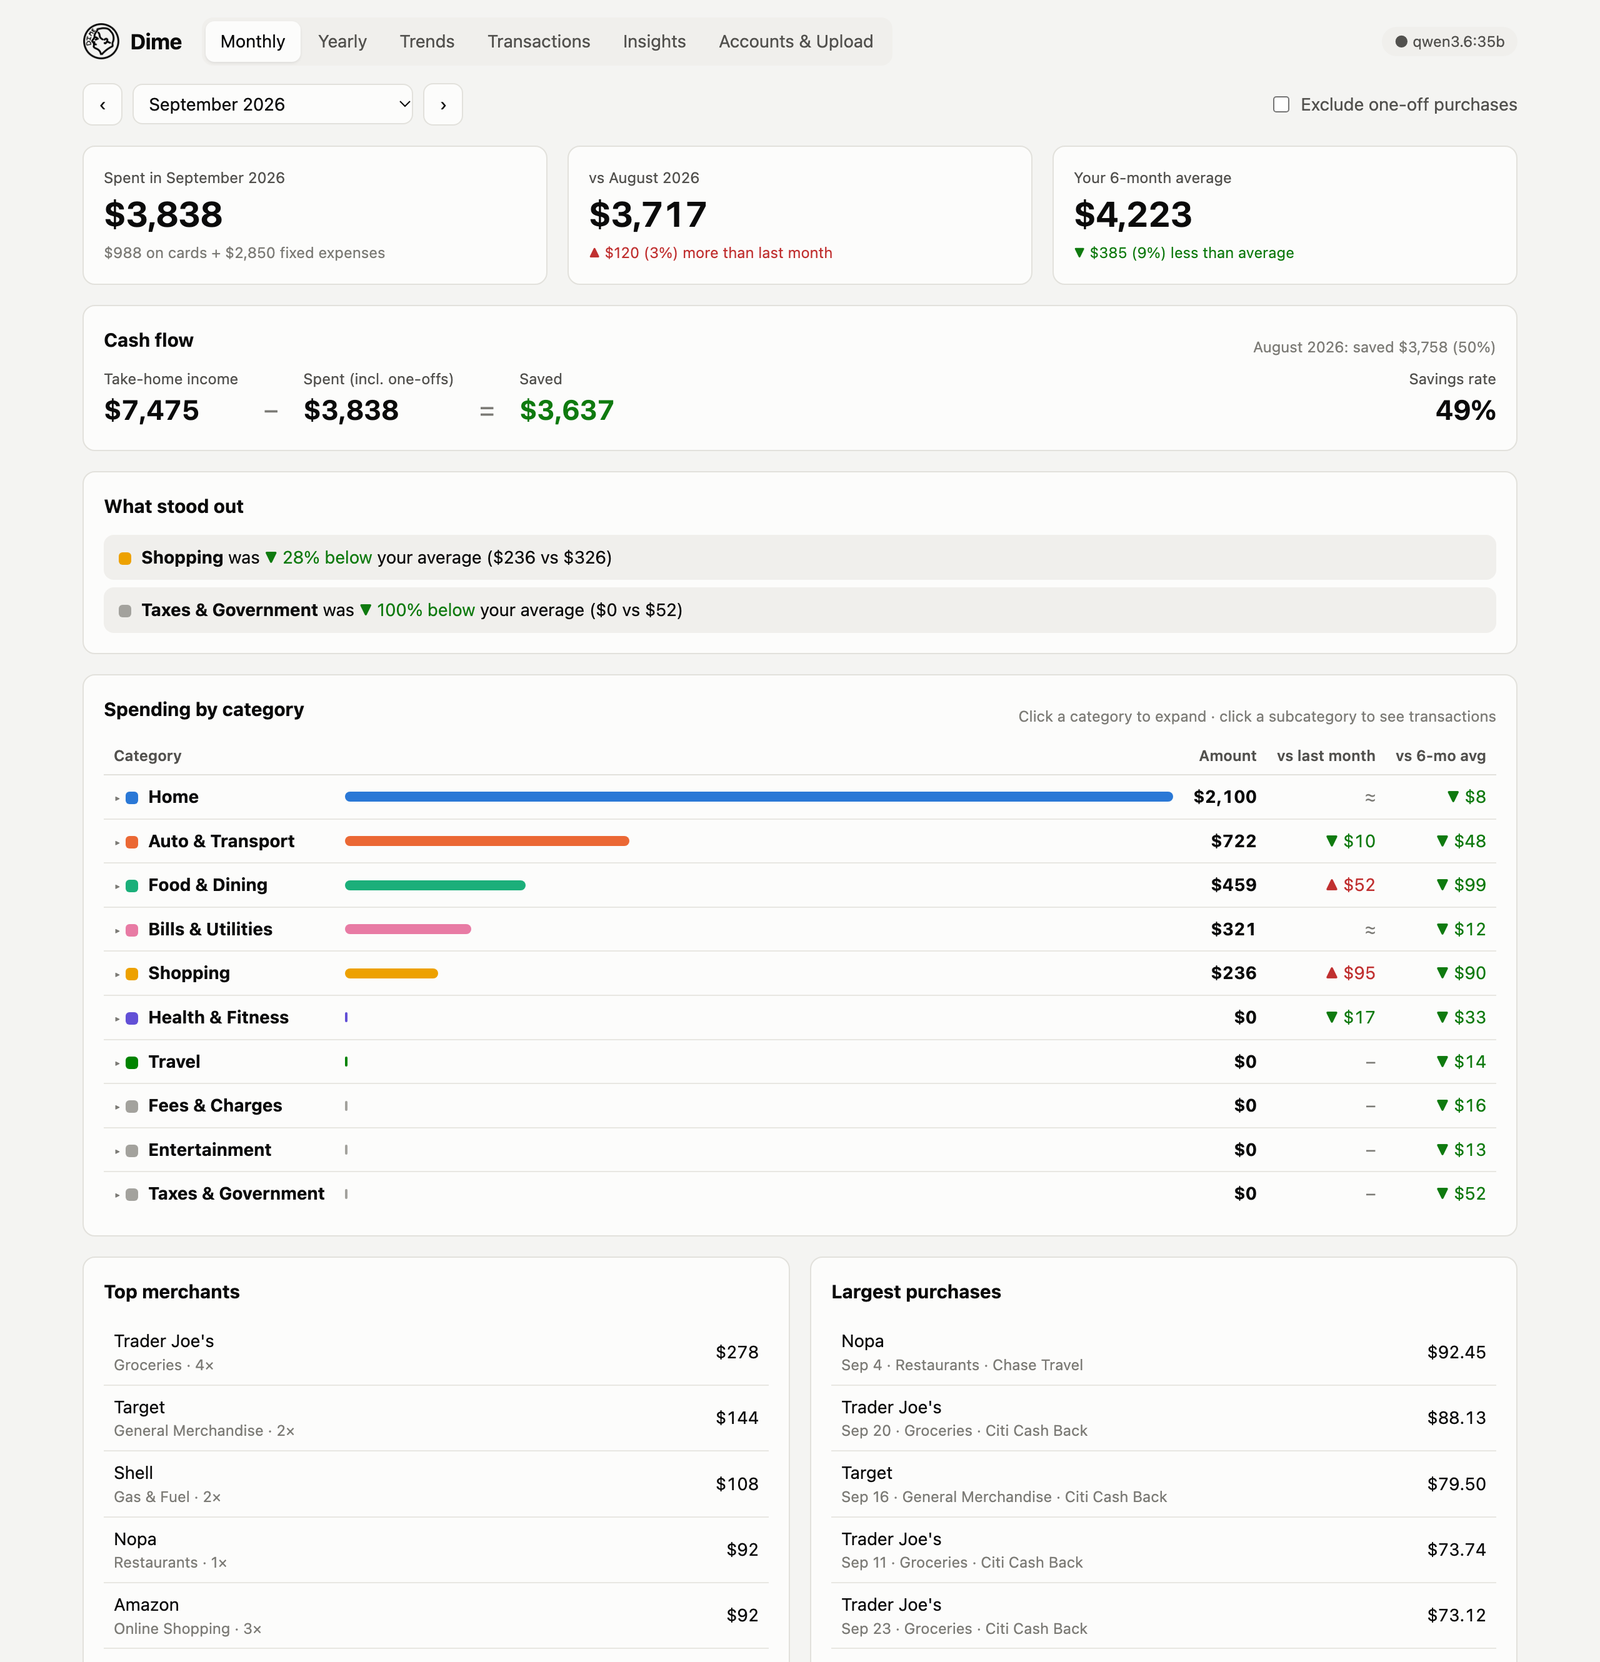 Dime
Monthly Yearly Trends Transactions Insights Accounts & Upload
qwen3.6:35b
‹ September 2026 ›
Exclude one-off purchases
Spent in September 2026
$3,838
$988 on cards + $2,850 fixed expenses
vs August 2026
$3,717
▲ $120 (3%) more than last month
Your 6-month average
$4,223
▼ $385 (9%) less than average
Cash flow
August 2026: saved $3,758 (50%)
Take-home income
$7,475
–
Spent (incl. one-offs)
$3,838
=
Saved
$3,637
Savings rate
49%
What stood out
Shopping was ▼ 28% below your average ($236 vs $326)
Taxes & Government was ▼ 100% below your average ($0 vs $52)
Spending by category
Click a category to expand · click a subcategory to see transactions
Category Amount vs last month vs 6-mo avg
Home $2,100 ≈ ▼ $8
Auto & Transport $722 ▼ $10 ▼ $48
Food & Dining $459 ▲ $52 ▼ $99
Bills & Utilities $321 ≈ ▼ $12
Shopping $236 ▲ $95 ▼ $90
Health & Fitness $0 ▼ $17 ▼ $33
Travel $0 – ▼ $14
Fees & Charges $0 – ▼ $16
Entertainment $0 – ▼ $13
Taxes & Government $0 – ▼ $52
Top merchants
Trader Joe's $278
Groceries · 4×
Target $144
General Merchandise · 2×
Shell $108
Gas & Fuel · 2×
Nopa $92
Restaurants · 1×
Amazon $92
Online Shopping · 3×
Largest purchases
Nopa $92.45
Sep 4 · Restaurants · Chase Travel
Trader Joe's $88.13
Sep 20 · Groceries · Citi Cash Back
Target $79.50
Sep 16 · General Merchandise · Citi Cash Back
Trader Joe's $73.74
Sep 11 · Groceries · Citi Cash Back
Trader Joe's $73.12
Sep 23 · Groceries · Citi Cash Back